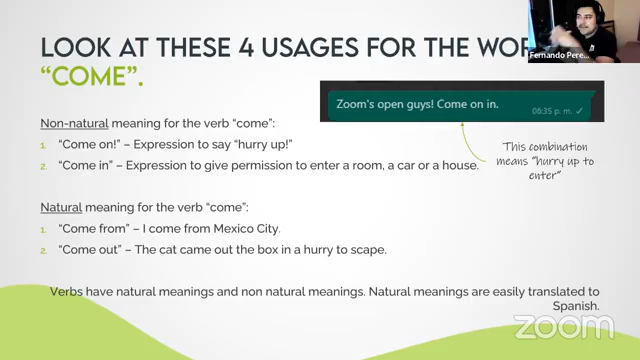 LOOK AT THESE 4 USAGES FOR THE WOR
"COME".
Fernando Pere...
Zoom's open guys! Come on in.
06:35 p. m. ✓
Non-natural meaning for the verb "come":
1. "Come on!" – Expression to say "hurry up!"
2. "Come in" – Expression to give permission to enter a room, a car or a house.
This combination
means "hurry up to
enter"
Natural meaning for the verb "come":
1. "Come from" – I come from Mexico City.
2. "Come out" – The cat came out the box in a hurry to scape.
Verbs have natural meanings and non natural meanings. Natural meanings are easily translated to
Spanish.
zoom